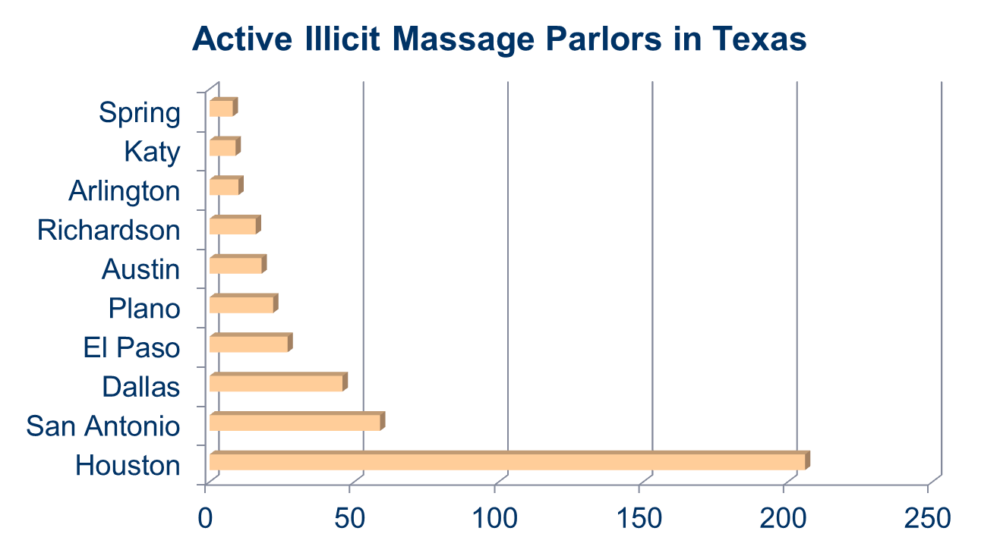 Active Illicit Massage Parlors in Texas
Spring
Katy
Arlington
Richardson
Austin
Plano
El Paso
Dallas
San Antonio
Houston
0 50 100 150 200 250